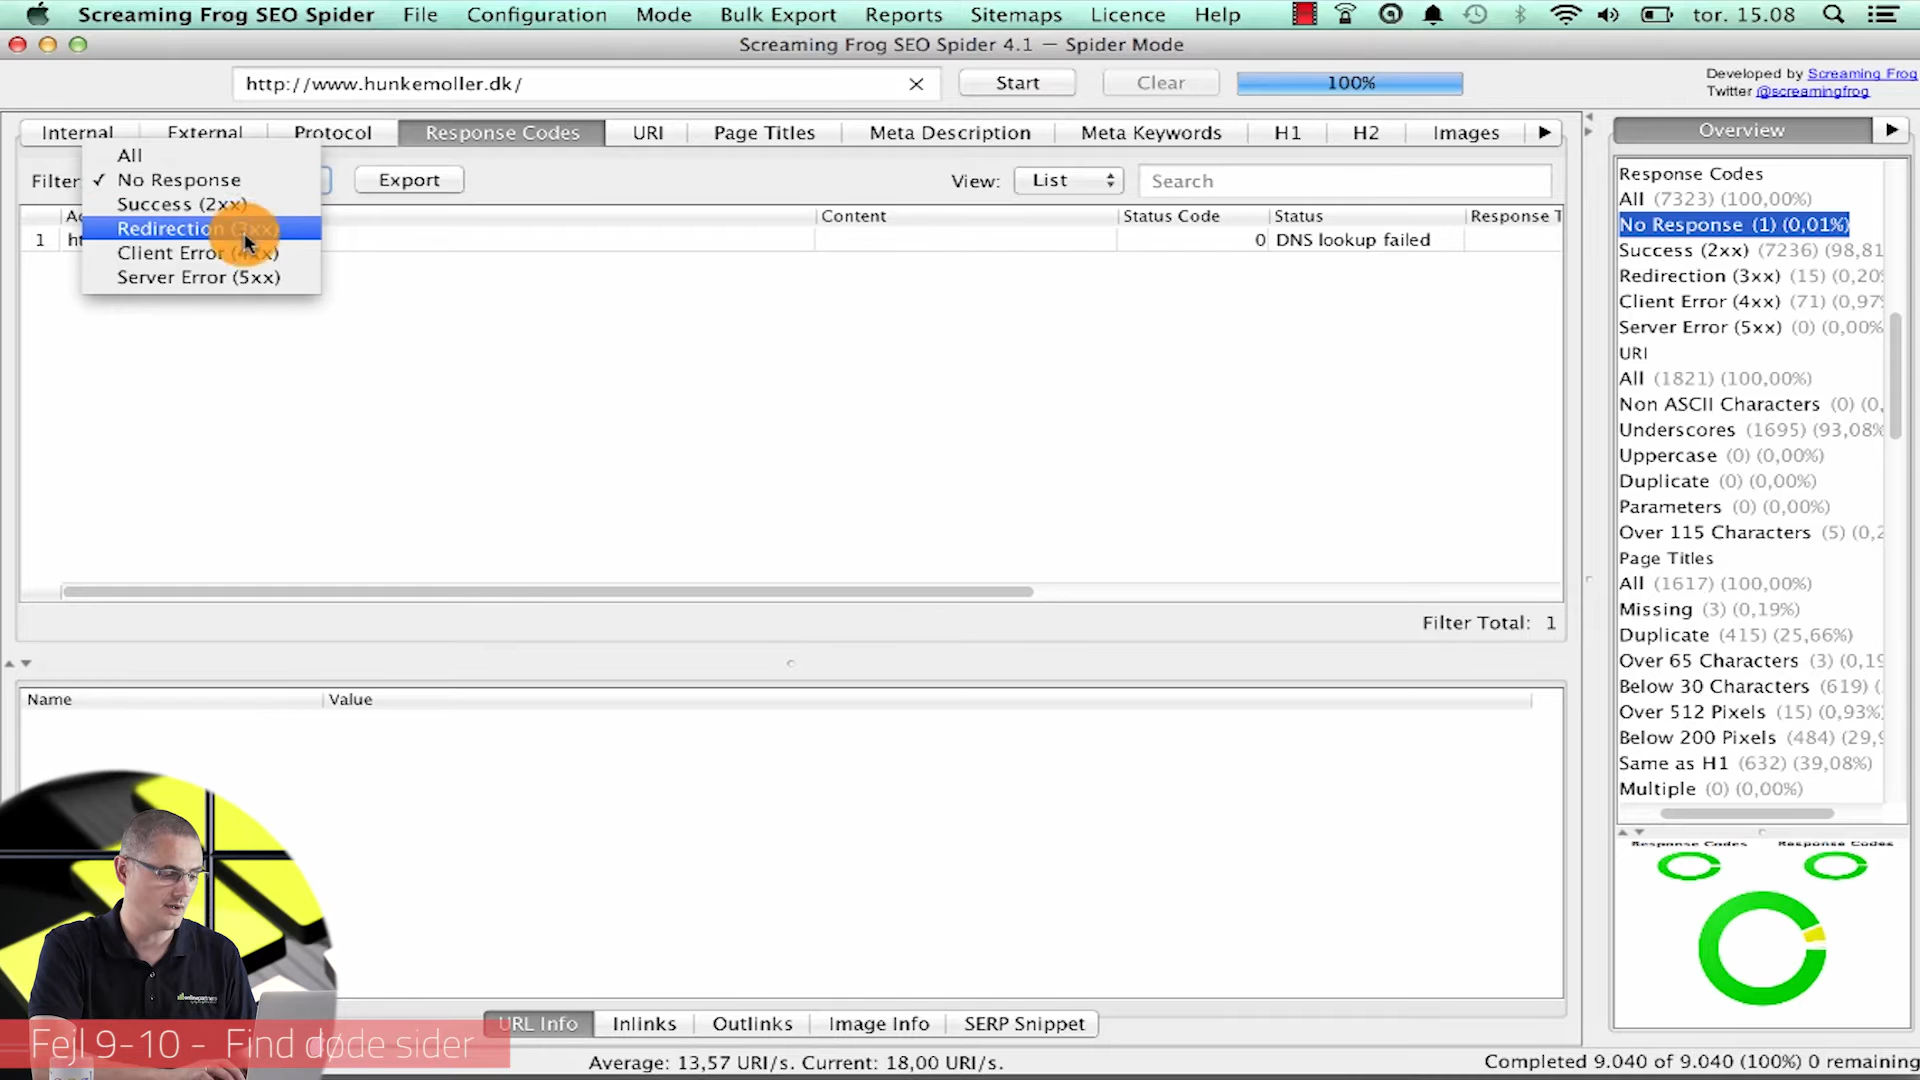 Screaming Frog SEO Spider File Configuration Mode Bulk Export Reports Sitemaps Licence Help tor. 15.08
Screaming Frog SEO Spider 4.1 — Spider Mode
http://www.hunkemoller.dk/ Start Clear 100%
Developed by Screaming Frog
Twitter @screamingfrog
Internal External Protocol Response Codes URI Page Titles Meta Description Meta Keywords H1 H2 Images
Filter
All
✓ No Response
Success (2xx)
Redirection (3xx)
Client Error (4xx)
Server Error (5xx)
Export
View: List Search
Content Status Code Status Response T
1 0 DNS lookup failed
Filter Total: 1
Name Value
URL Info Inlinks Outlinks Image Info SERP Snippet
Average: 13,57 URI/s. Current: 18,00 URI/s.
Completed 9.040 of 9.040 (100%) 0 remaining
Overview
Response Codes
All (7323) (100,00%)
No Response (1) (0,01%)
Success (2xx) (7236) (98,81
Redirection (3xx) (15) (0,20
Client Error (4xx) (71) (0,97
Server Error (5xx) (0) (0,00%
URI
All (1821) (100,00%)
Non ASCII Characters (0) (0,
Underscores (1695) (93,08%
Uppercase (0) (0,00%)
Duplicate (0) (0,00%)
Parameters (0) (0,00%)
Over 115 Characters (5) (0,2
Page Titles
All (1617) (100,00%)
Missing (3) (0,19%)
Duplicate (415) (25,66%)
Over 65 Characters (3) (0,19
Below 30 Characters (619) (
Over 512 Pixels (15) (0,93%
Below 200 Pixels (484) (29,9
Same as H1 (632) (39,08%)
Multiple (0) (0,00%)
Response Codes Response Codes
Fejl 9-10 - Find døde sider